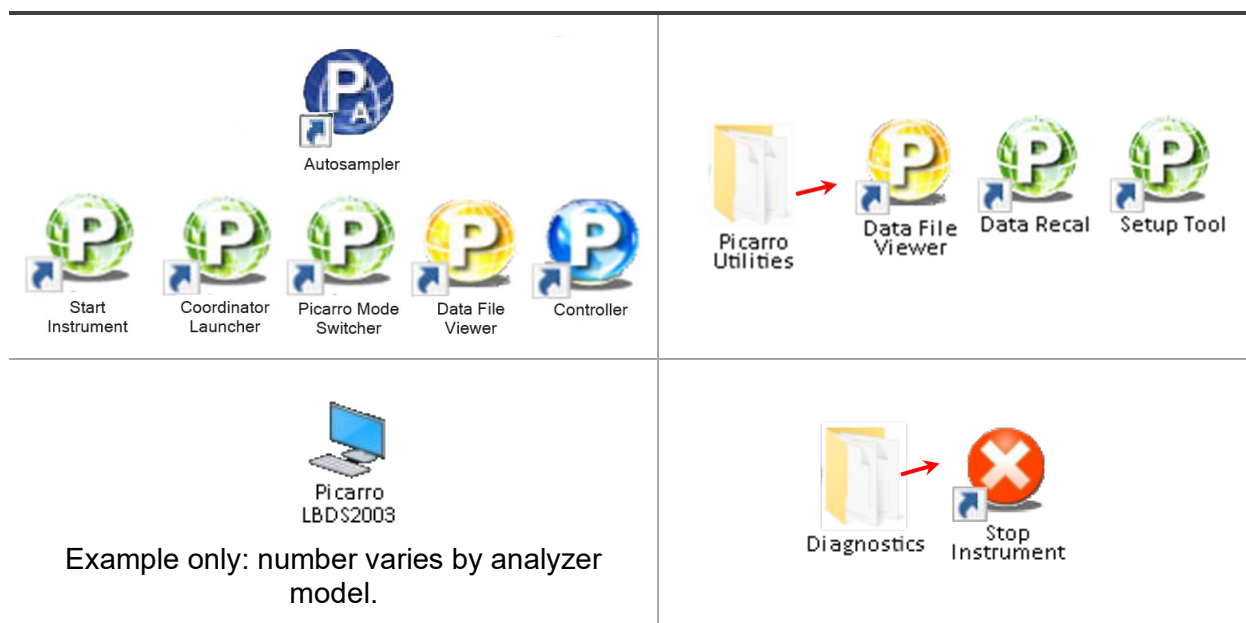 P
A
Autosampler
P
P
P
P
P
Start
Instrument
Coordinator
Launcher
Picarro Mode
Switcher
Data File
Viewer
Controller
Picarro
Utilities
P
Data File
Viewer
P
Data Recal
P
Setup Tool
Picarro
LBDS2003
Example only: number varies by analyzer
model.
Diagnostics
Stop
Instrument